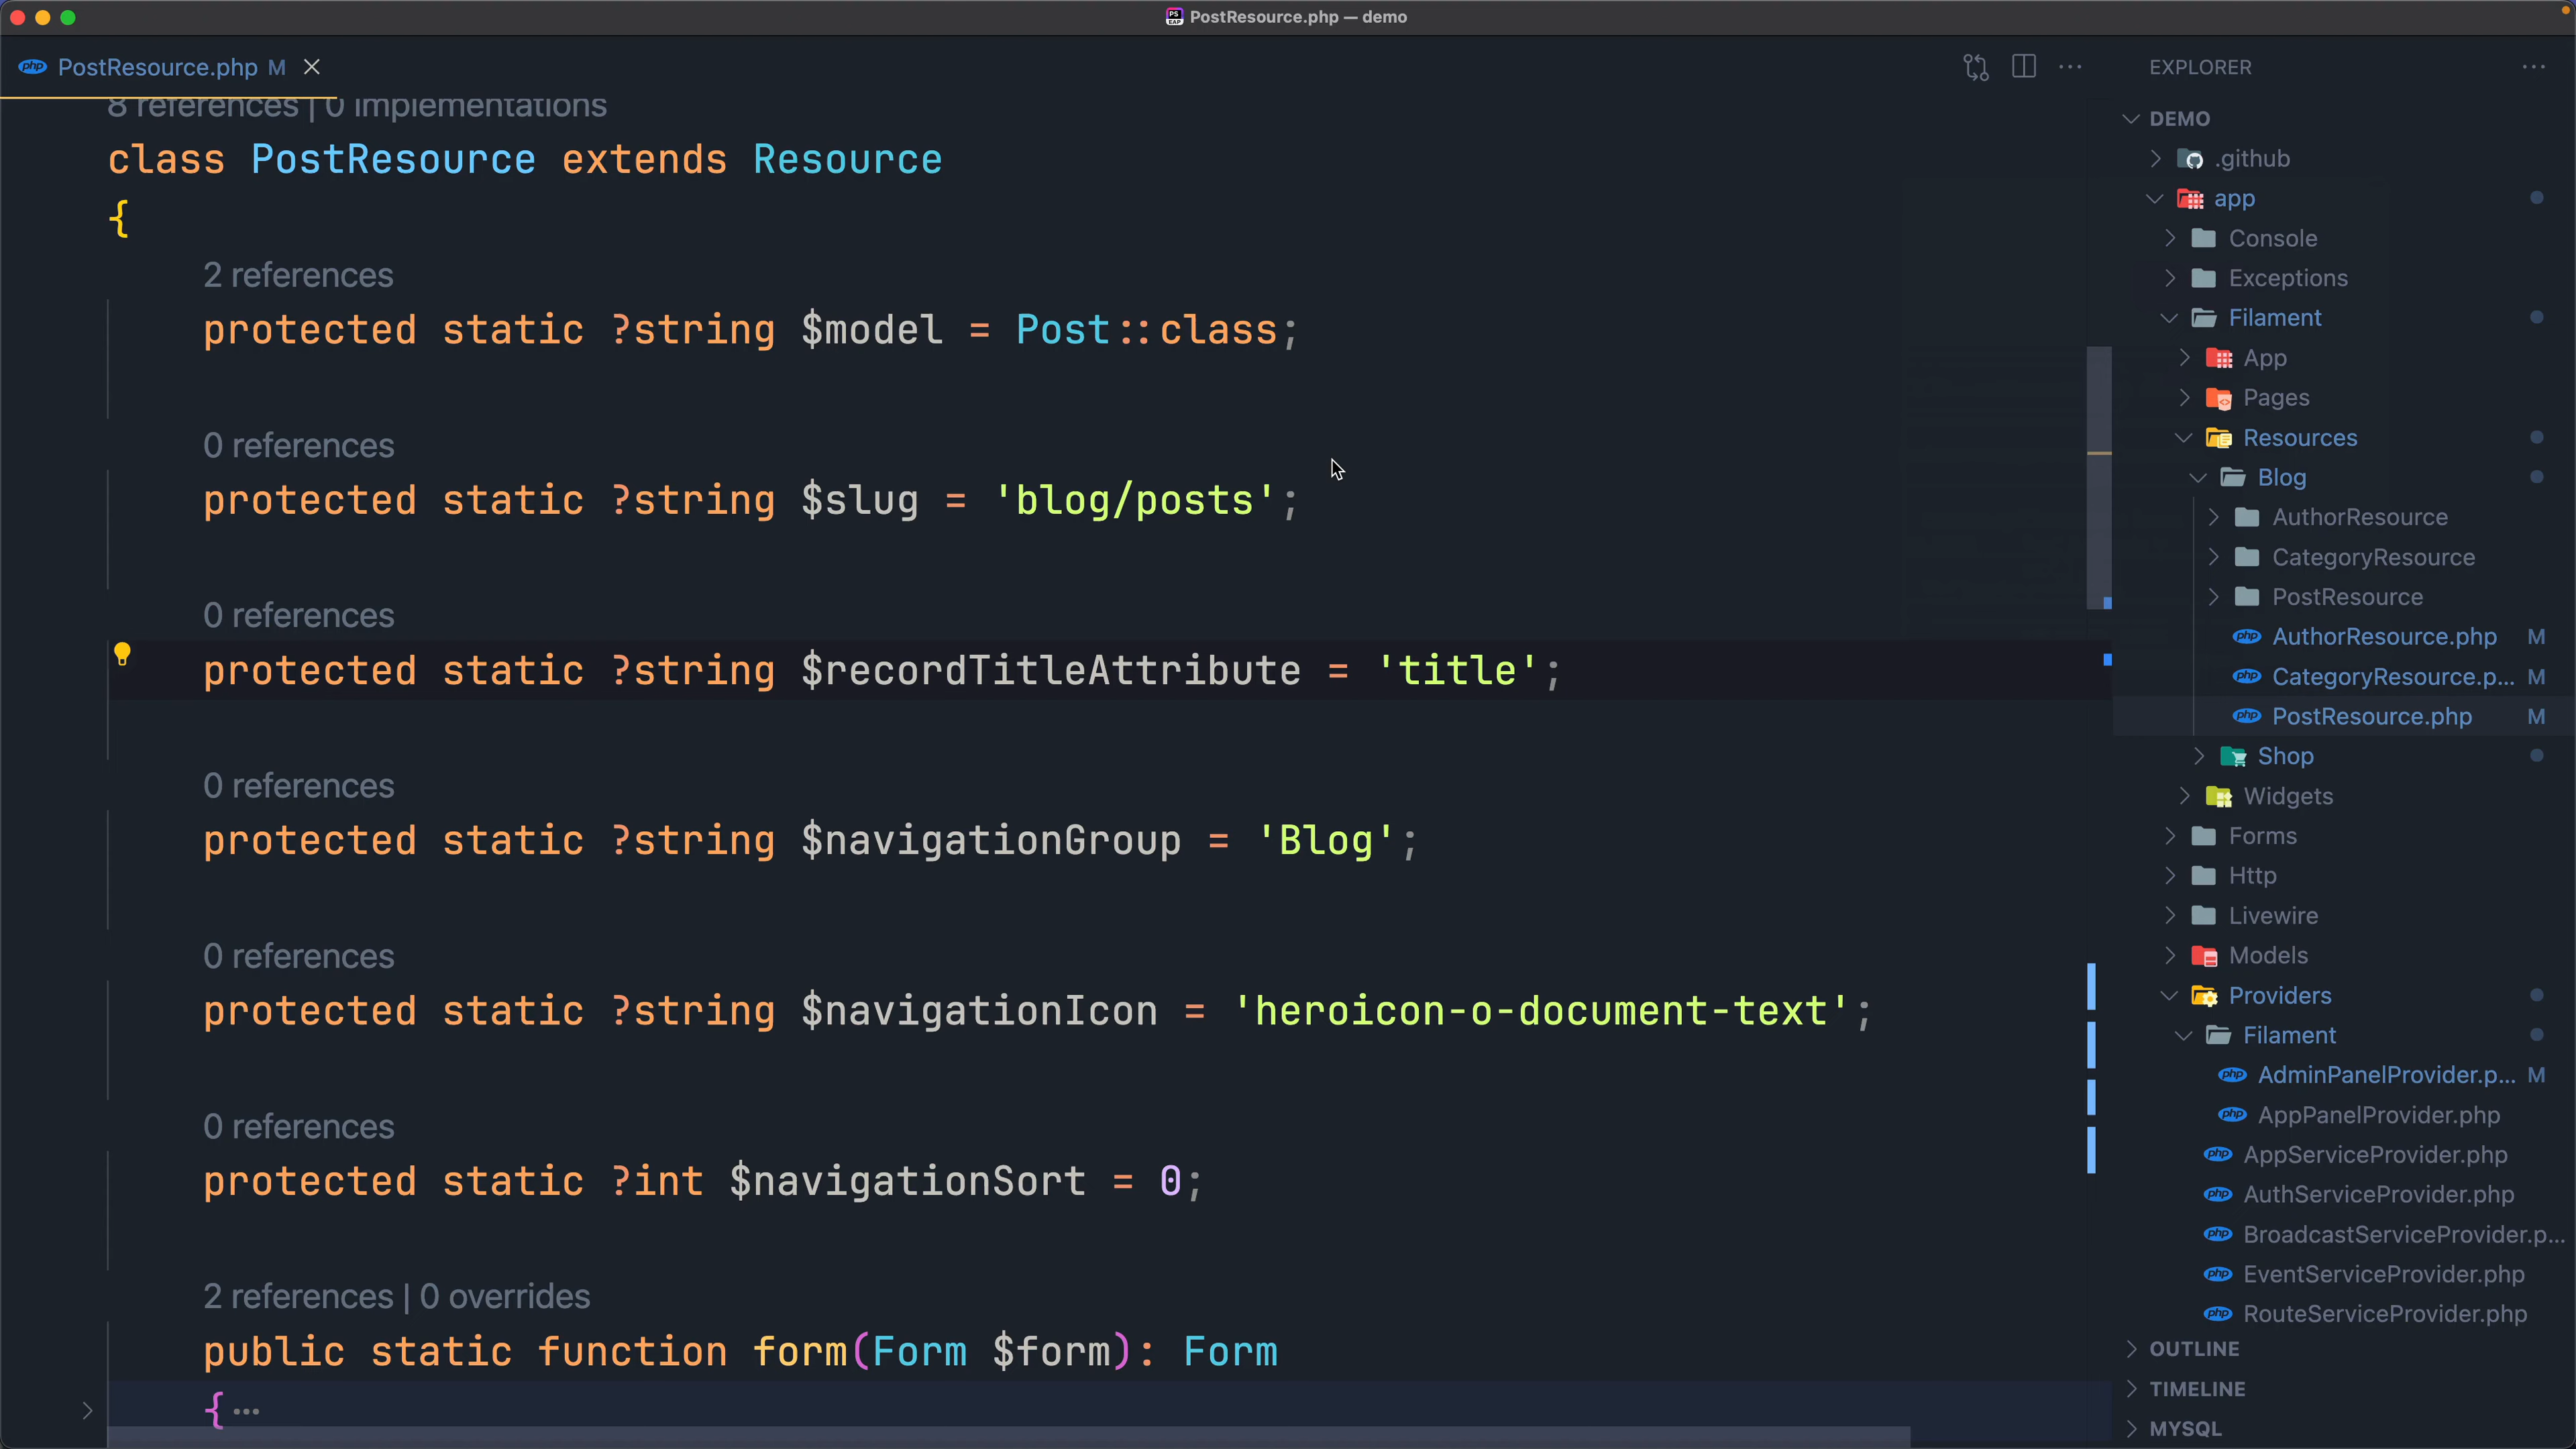 PostResource.php — demo
PostResource.php M
8 references | 0 implementations
class PostResource extends Resource
{
2 references
protected static ?string $model = Post::class;
0 references
protected static ?string $slug = 'blog/posts';
0 references
protected static ?string $recordTitleAttribute = 'title';
0 references
protected static ?string $navigationGroup = 'Blog';
0 references
protected static ?string $navigationIcon = 'heroicon-o-document-text';
0 references
protected static ?int $navigationSort = 0;
2 references | 0 overrides
public static function form(Form $form): Form
{ ...
EXPLORER
DEMO
.github
app
Console
Exceptions
Filament
App
Pages
Resources
Blog
AuthorResource
CategoryResource
PostResource
AuthorResource.php M
CategoryResource.p... M
PostResource.php M
Shop
Widgets
Forms
Http
Livewire
Models
Providers
Filament
AdminPanelProvider.p... M
AppPanelProvider.php
AppServiceProvider.php
AuthServiceProvider.php
BroadcastServiceProvider.p...
EventServiceProvider.php
RouteServiceProvider.php
OUTLINE
TIMELINE
MYSQL